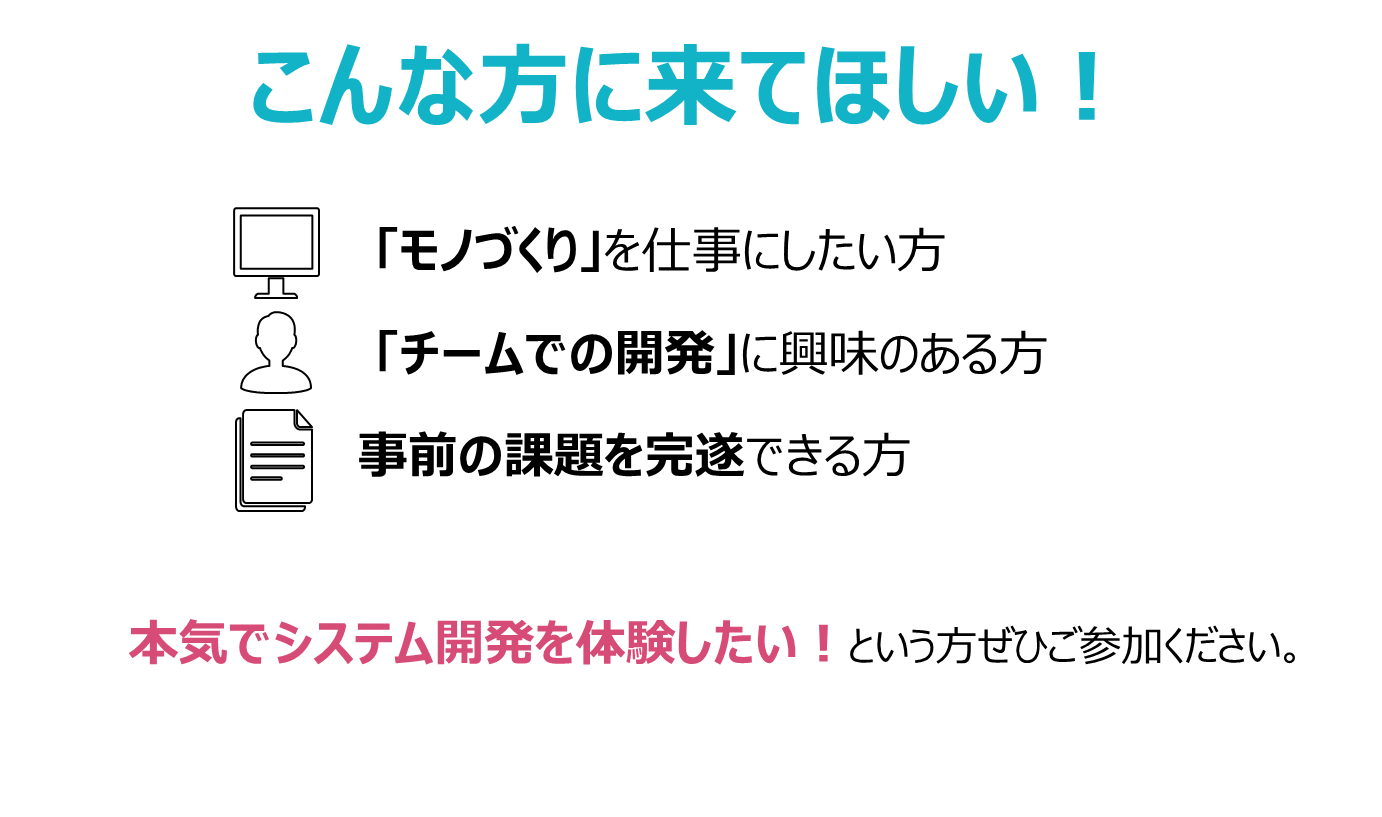 こんな方に来てほしい！
「モノづくり」を仕事にしたい方
「チームでの開発」に興味のある方
事前の課題を完遂できる方
本気でシステム開発を体験したい！という方ぜひご参加ください。